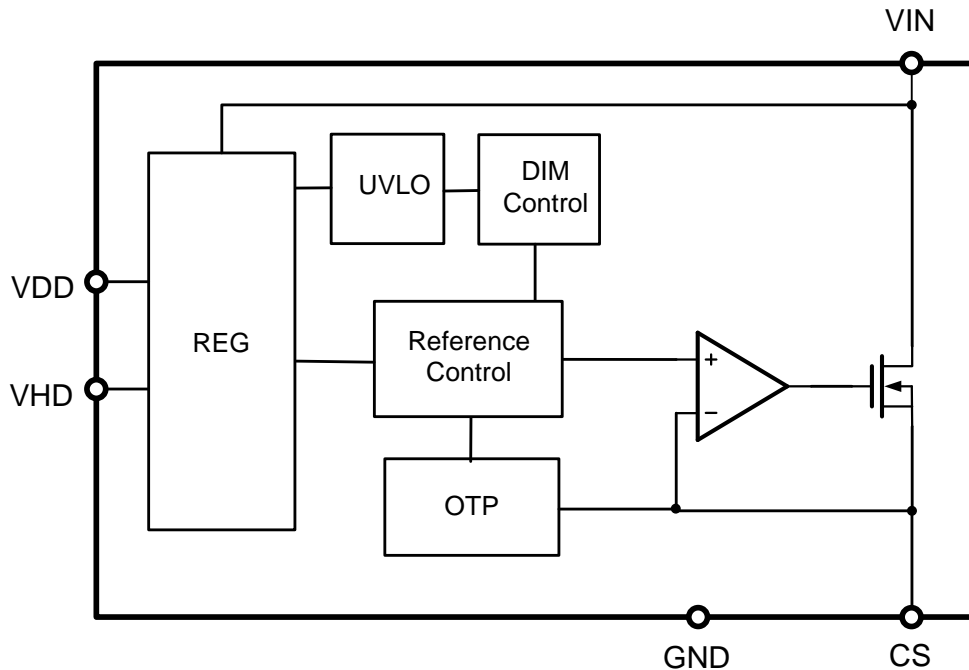 VIN
UVLO
DIM
Control
VDD
REG
Reference
Control
+
VHD
−
OTP
GND
CS